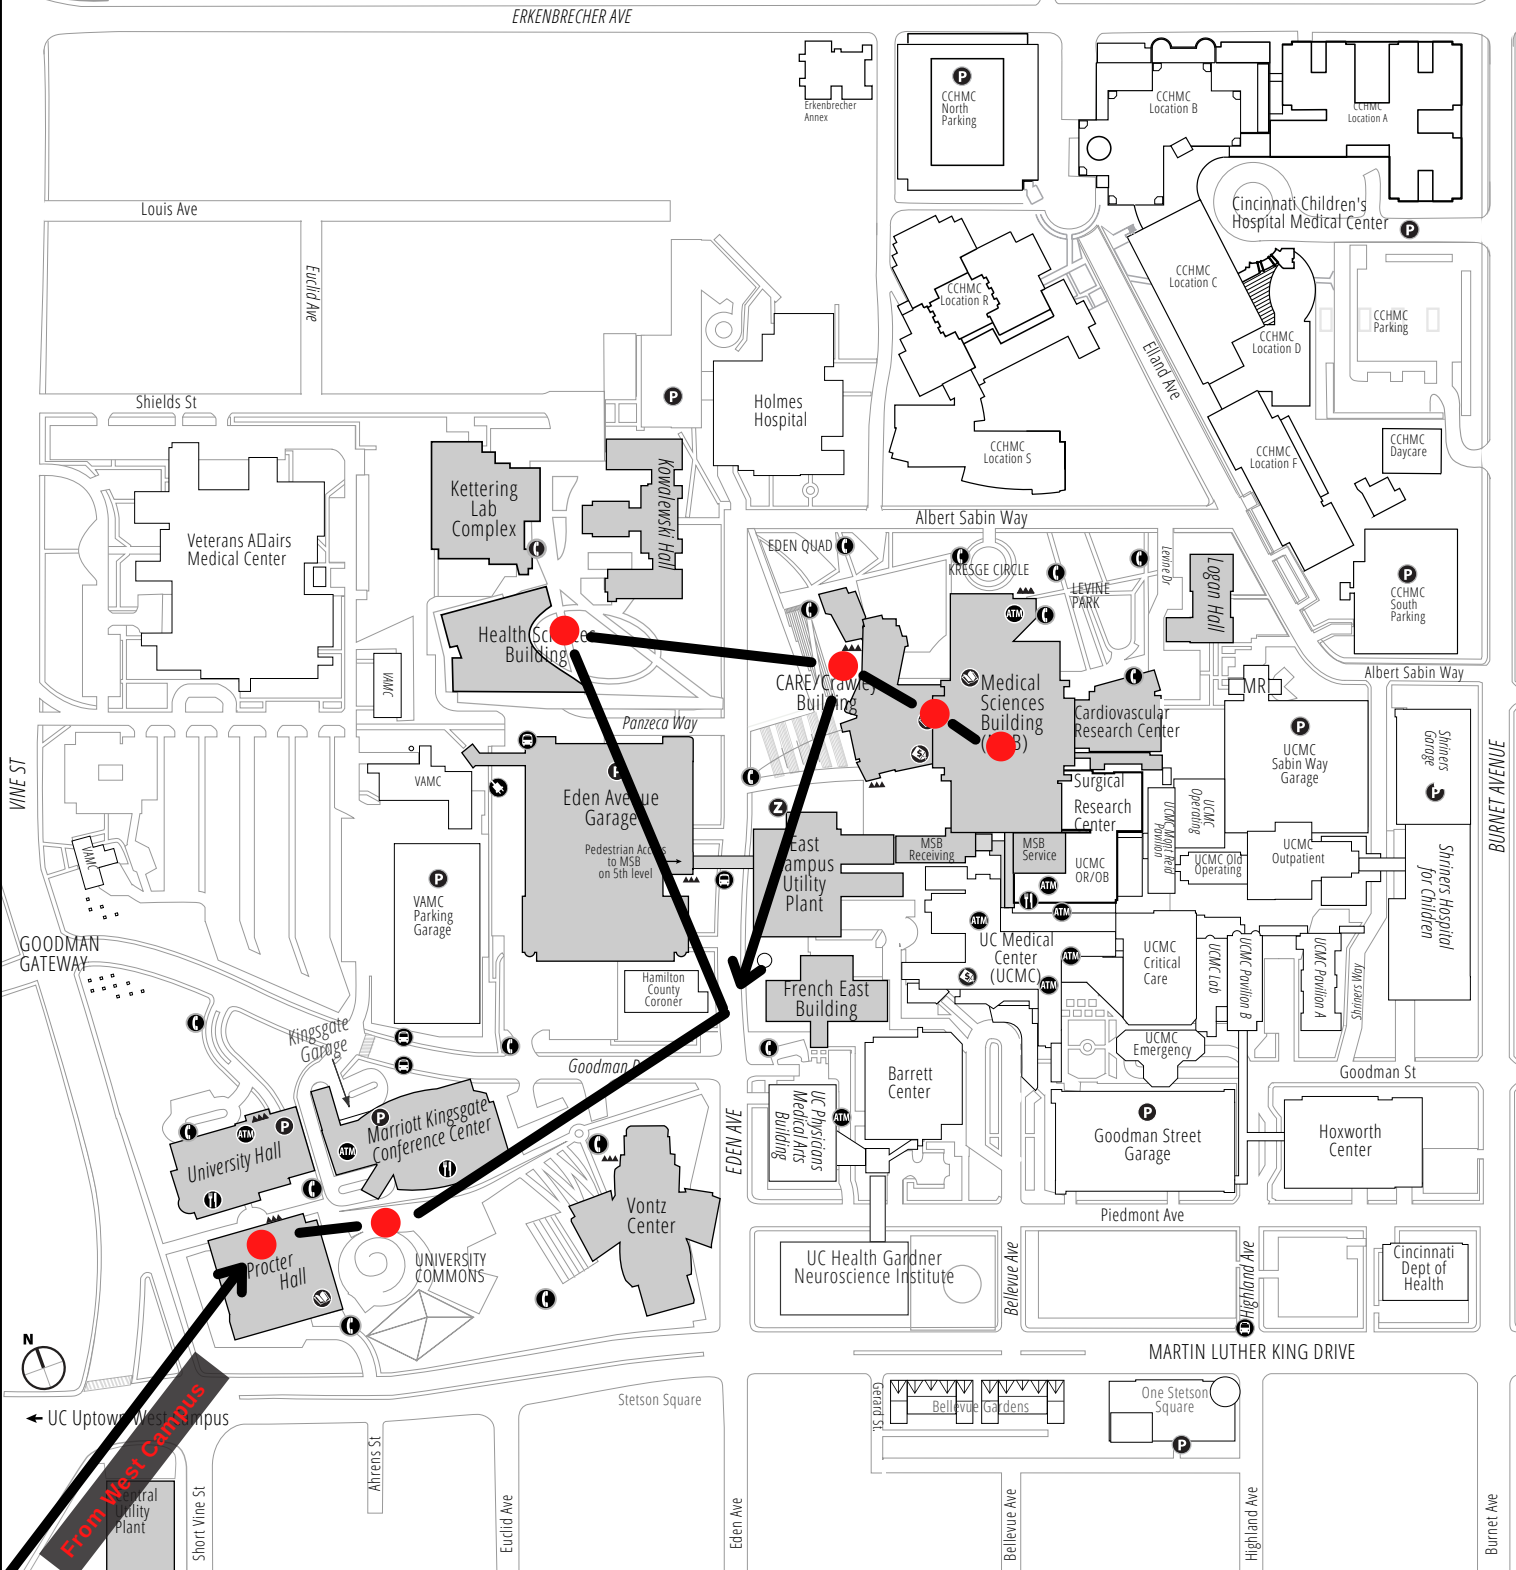 ERKENBRECHER AVE
Erkenbrecher
Annex
P
CCHMC
North
Parking
CCHMC
Location B
CCHMC
Location A
Louis Ave
Cincinnati Children's
Hospital Medical Center
P
Euclid Ave
CCHMC
Location R
CCHMC
Location C
CCHMC
Location D
CCHMC
Parking
Elland Ave
Shields St
P
Holmes
Hospital
CCHMC
Location S
CCHMC
Location F
CCHMC
Daycare
Kettering
Lab
Complex
Kowalewski Hall
Veterans A□airs
Medical Center
Albert Sabin Way
EDEN QUAD
KRESGE CIRCLE
LEVINE
PARK
Levine Dr
Logan Hall
P
CCHMC
South
Parking
ATM
Health Sciences
Building
VAMC
CARE/Crawley
Building
Medical
Sciences
Building
(MSB)
Cardiovascular
Research Center
MRI
Albert Sabin Way
Panzeca Way
P
UCMC
Sabin Way
Garage
Shriners
Garage
P
BURNET AVENUE
VINE ST
VAMC
P
Eden Avenue
Garage
Pedestrian Access
to MSB
on 5th level
Z
Surgical
Research
Center
UCMC
Operating
UCMC Mont Reid
Pavilion
East
Campus
Utility
Plant
MSB
Receiving
MSB
Service
UCMC
OR/OB
UCMC Old
Operating
UCMC
Outpatient
Shriners Hospital
for Children
VAMC
P
VAMC
Parking
Garage
ATM
ATM
ATM
GOODMAN
GATEWAY
UC Medical
Center
(UCMC)
ATM
ATM
UCMC
Critical
Care
UCMC Lab
UCMC Pavilion B
UCMC Pavilion A
Shriners Way
Hamilton
County
Coroner
French East
Building
Kingsgate
Garage
Goodman Dr
UCMC
Emergency
Goodman St
Barrett
Center
EDEN AVE
UC Physicians
Medical Arts
Building
ATM
P
Goodman Street
Garage
Hoxworth
Center
P
Marriott Kingsgate
Conference Center
ATM
P
ATM
University Hall
Vontz
Center
Piedmont Ave
Procter
Hall
UNIVERSITY
COMMONS
UC Health Gardner
Neuroscience Institute
Bellevue Ave
Highland Ave
Cincinnati
Dept of
Health
N
MARTIN LUTHER KING DRIVE
Stetson Square
Gerard St.
Bellevue Gardens
One Stetson
Square
P
UC Uptown West Campus
From West Campus
Central
Utility
Plant
Short Vine St
Ahrens St
Euclid Ave
Eden Ave
Bellevue Ave
Highland Ave
Burnet Ave